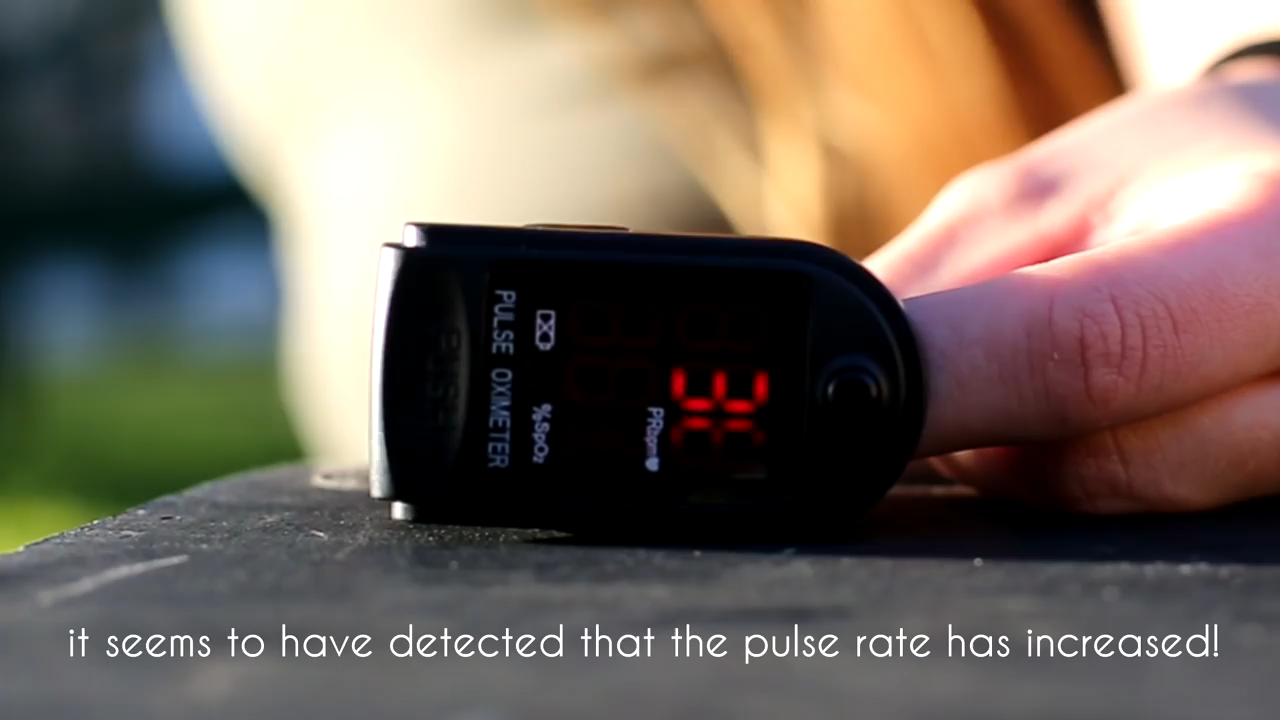 PULSE OXIMETER
%SpO₂
PRbpm
it seems to have detected that the pulse rate has increased!